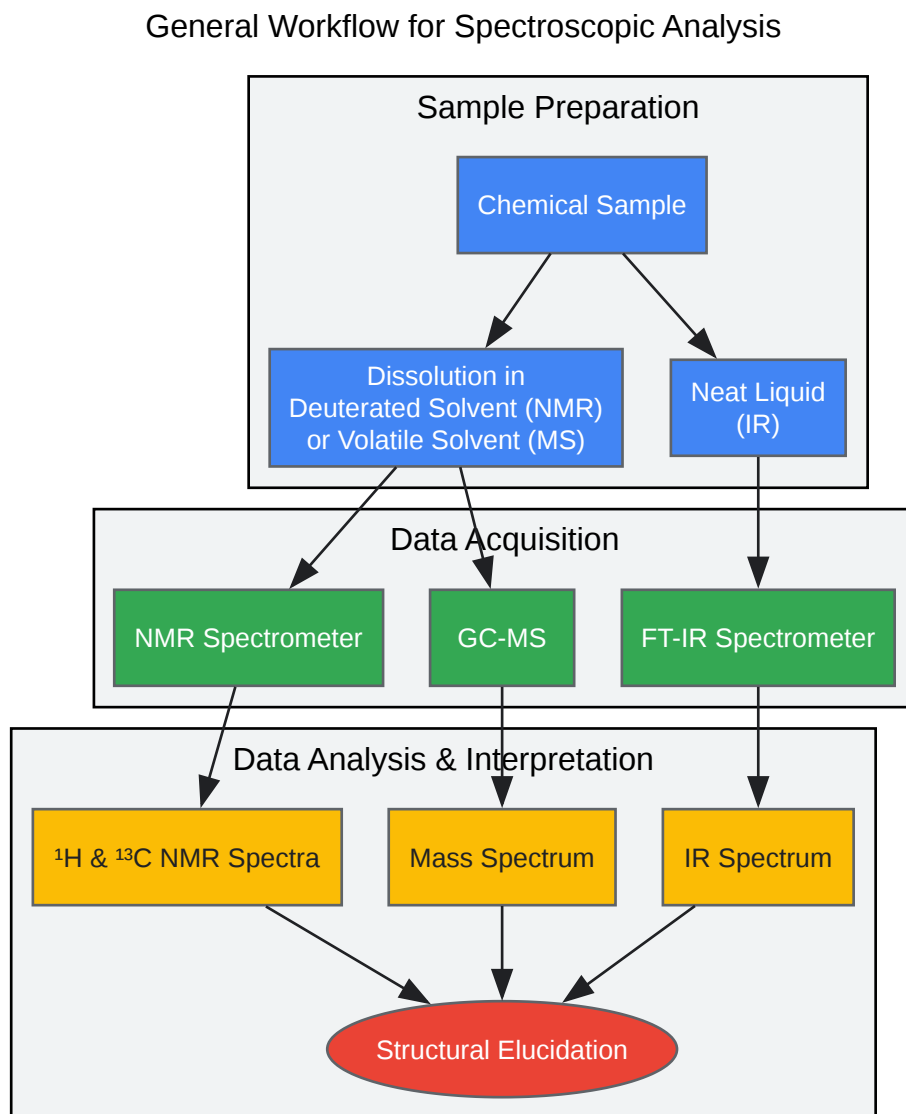 General Workflow for Spectroscopic Analysis
Sample Preparation
Chemical Sample
Dissolution in
Deuterated Solvent (NMR)
or Volatile Solvent (MS)
Neat Liquid
(IR)
Data Acquisition
NMR Spectrometer
GC-MS
FT-IR Spectrometer
Data Analysis & Interpretation
¹H & ¹³C NMR Spectra
Mass Spectrum
IR Spectrum
Structural Elucidation